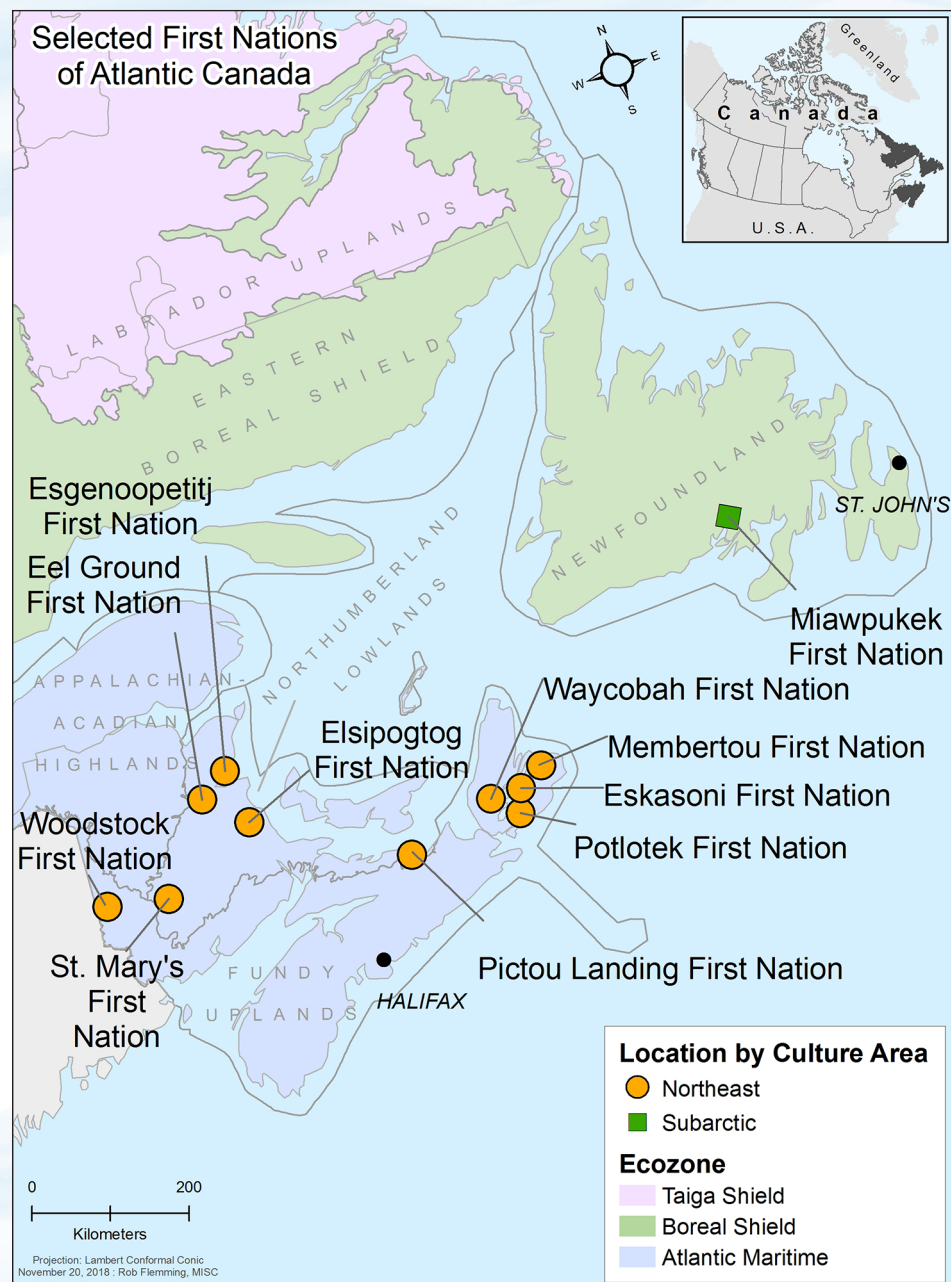 Selected First Nations
of Atlantic Canada
N
W
E
S
Greenland
Canada
U.S.A.
LABRADOR UPLANDS
EASTERN
BOREAL SHIELD
NEWFOUNDLAND
ST. JOHN'S
Esgenoopetitj
First Nation
Eel Ground
First Nation
NORTHUMBERLAND
LOWLANDS
Miawpukek
First Nation
APPALACHIAN-
ACADIAN
HIGHLANDS
Waycobah First Nation
Elsipogtog
First Nation
Membertou First Nation
Eskasoni First Nation
Woodstock
First Nation
Potlotek First Nation
St. Mary's
First
Nation
Pictou Landing First Nation
FUNDY
UPLANDS
HALIFAX
Location by Culture Area
Northeast
Subarctic
Ecozone
Taiga Shield
Boreal Shield
Atlantic Maritime
0 200
Kilometers
Projection: Lambert Conformal Conic
November 20, 2018 : Rob Flemming, MISC